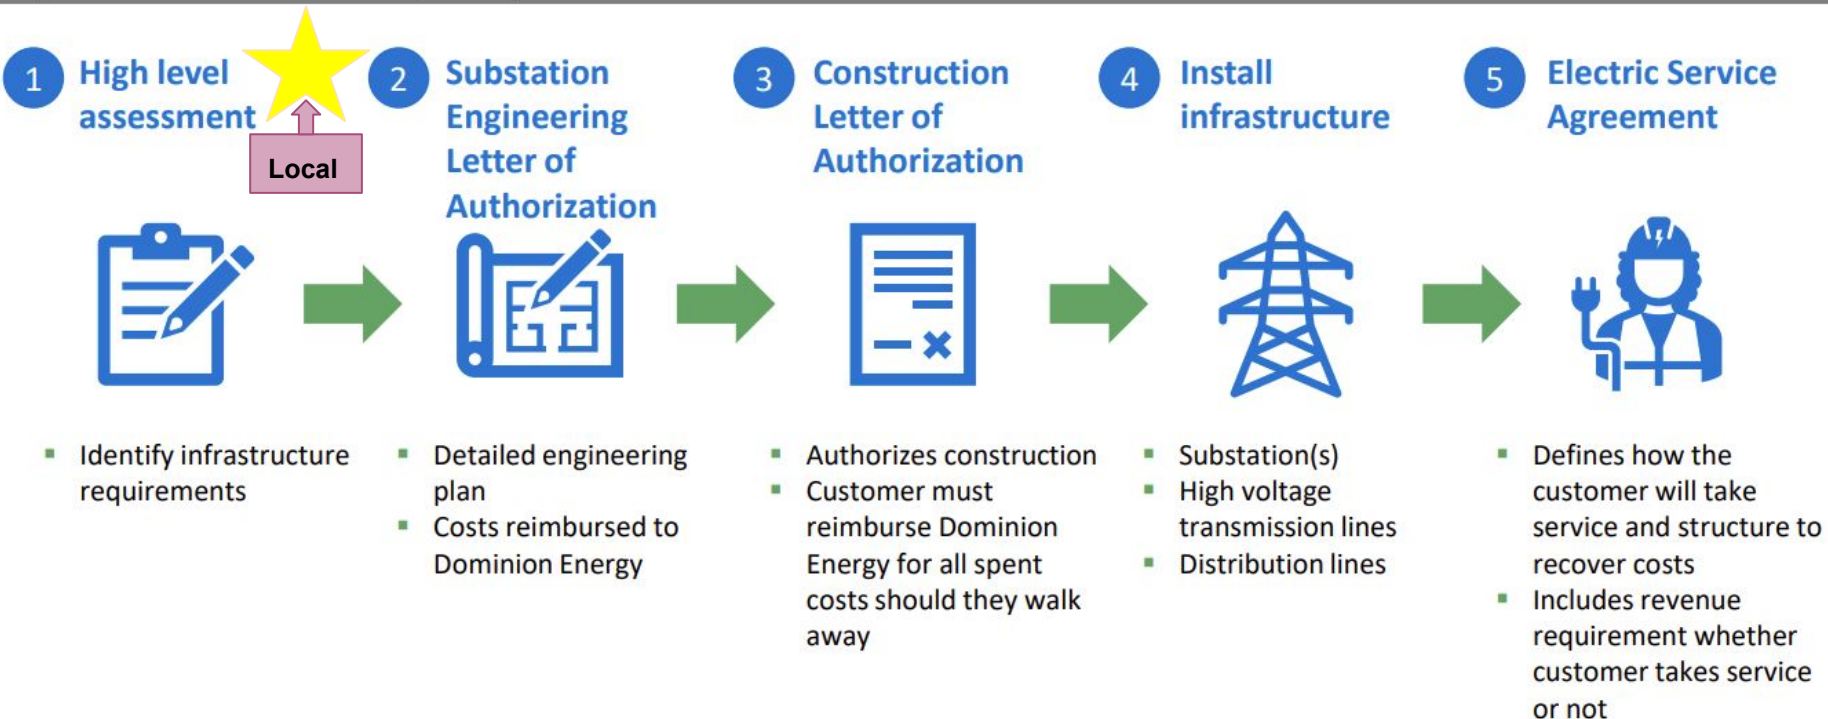 1
High level
assessment
Local
2
Substation
Engineering
Letter of
Authorization
3
Construction
Letter of
Authorization
4
Install
infrastructure
5
Electric Service
Agreement
▪ Identify infrastructure
requirements
▪ Detailed engineering
plan
▪ Costs reimbursed to
Dominion Energy
▪ Authorizes construction
▪ Customer must
reimburse Dominion
Energy for all spent
costs should they walk
away
▪ Substation(s)
▪ High voltage
transmission lines
▪ Distribution lines
▪ Defines how the
customer will take
service and structure to
recover costs
▪ Includes revenue
requirement whether
customer takes service
or not